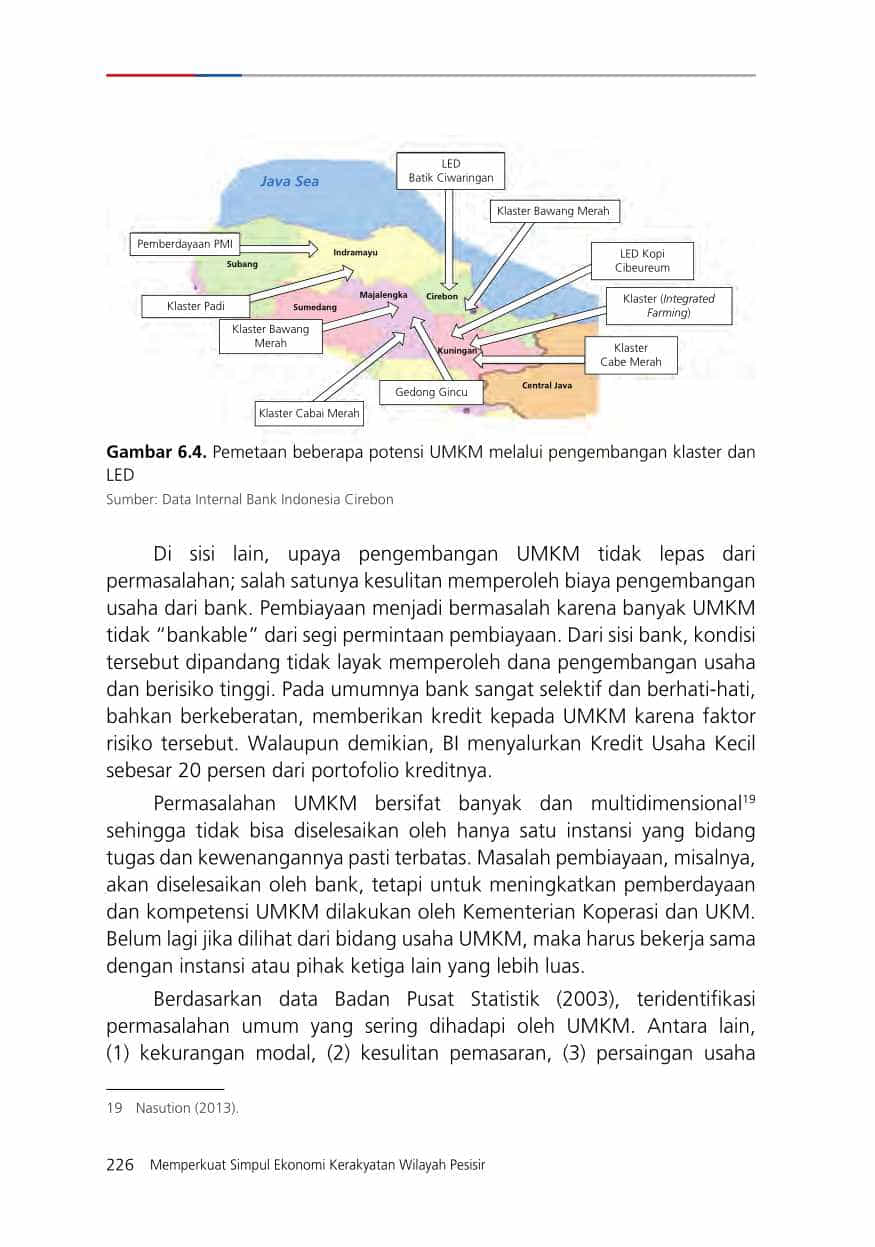 Java Sea
LED
Batik Ciwaringan
Klaster Bawang Merah
Pemberdayaan PMI
Indramayu
Subang
LED Kopi
Cibeureum
Klaster Padi
Sumedang
Majalengka
Cirebon
Klaster (Integrated
Farming)
Klaster Bawang
Merah
Kuningan
Klaster
Cabe Merah
Central Java
Gedong Gincu
Klaster Cabai Merah
Gambar 6.4. Pemetaan beberapa potensi UMKM melalui pengembangan klaster dan
LED
Sumber: Data Internal Bank Indonesia Cirebon
Di sisi lain, upaya pengembangan UMKM tidak lepas dari
permasalahan; salah satunya kesulitan memperoleh biaya pengembangan
usaha dari bank. Pembiayaan menjadi bermasalah karena banyak UMKM
tidak “bankable” dari segi permintaan pembiayaan. Dari sisi bank, kondisi
tersebut dipandang tidak layak memperoleh dana pengembangan usaha
dan berisiko tinggi. Pada umumnya bank sangat selektif dan berhati-hati,
bahkan berkeberatan, memberikan kredit kepada UMKM karena faktor
risiko tersebut. Walaupun demikian, BI menyalurkan Kredit Usaha Kecil
sebesar 20 persen dari portofolio kreditnya.
Permasalahan UMKM bersifat banyak dan multidimensional¹⁹
sehingga tidak bisa diselesaikan oleh hanya satu instansi yang bidang
tugas dan kewenangannya pasti terbatas. Masalah pembiayaan, misalnya,
akan diselesaikan oleh bank, tetapi untuk meningkatkan pemberdayaan
dan kompetensi UMKM dilakukan oleh Kementerian Koperasi dan UKM.
Belum lagi jika dilihat dari bidang usaha UMKM, maka harus bekerja sama
dengan instansi atau pihak ketiga lain yang lebih luas.
Berdasarkan data Badan Pusat Statistik (2003), teridentifikasi
permasalahan umum yang sering dihadapi oleh UMKM. Antara lain,
(1) kekurangan modal, (2) kesulitan pemasaran, (3) persaingan usaha
19 Nasution (2013).
226 Memperkuat Simpul Ekonomi Kerakyatan Wilayah Pesisir